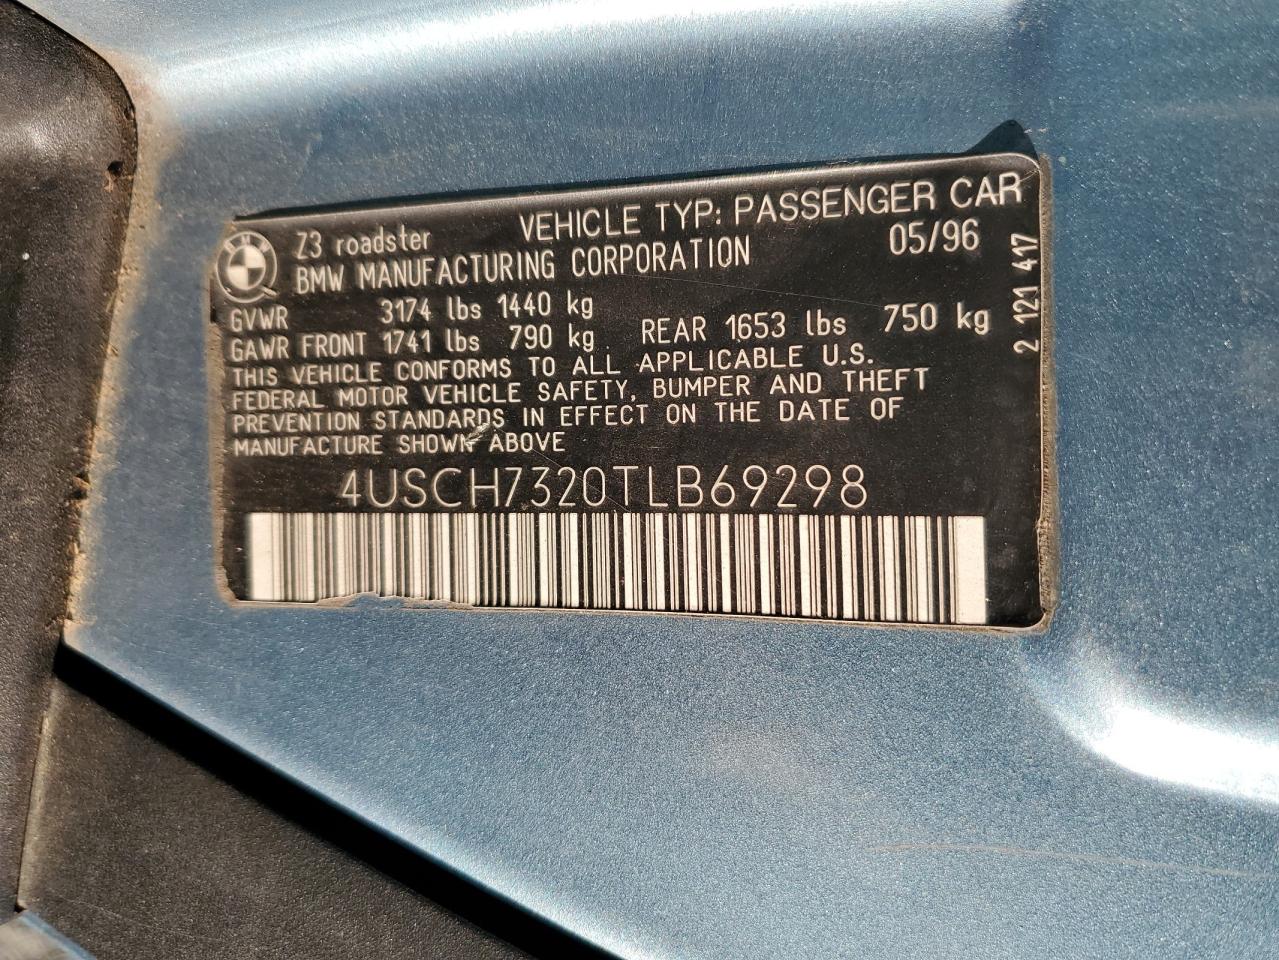 BMW
VEHICLE TYP: PASSENGER CAR
Z3 roadster
05/96
BMW MANUFACTURING CORPORATION
GVWR 3174 lbs 1440 kg
GAWR FRONT 1741 lbs 790 kg REAR 1653 lbs 750 kg
THIS VEHICLE CONFORMS TO ALL APPLICABLE U.S.
FEDERAL MOTOR VEHICLE SAFETY, BUMPER AND THEFT
PREVENTION STANDARDS IN EFFECT ON THE DATE OF
MANUFACTURE SHOWN ABOVE
4USCH7320TLB69298
2 121 417